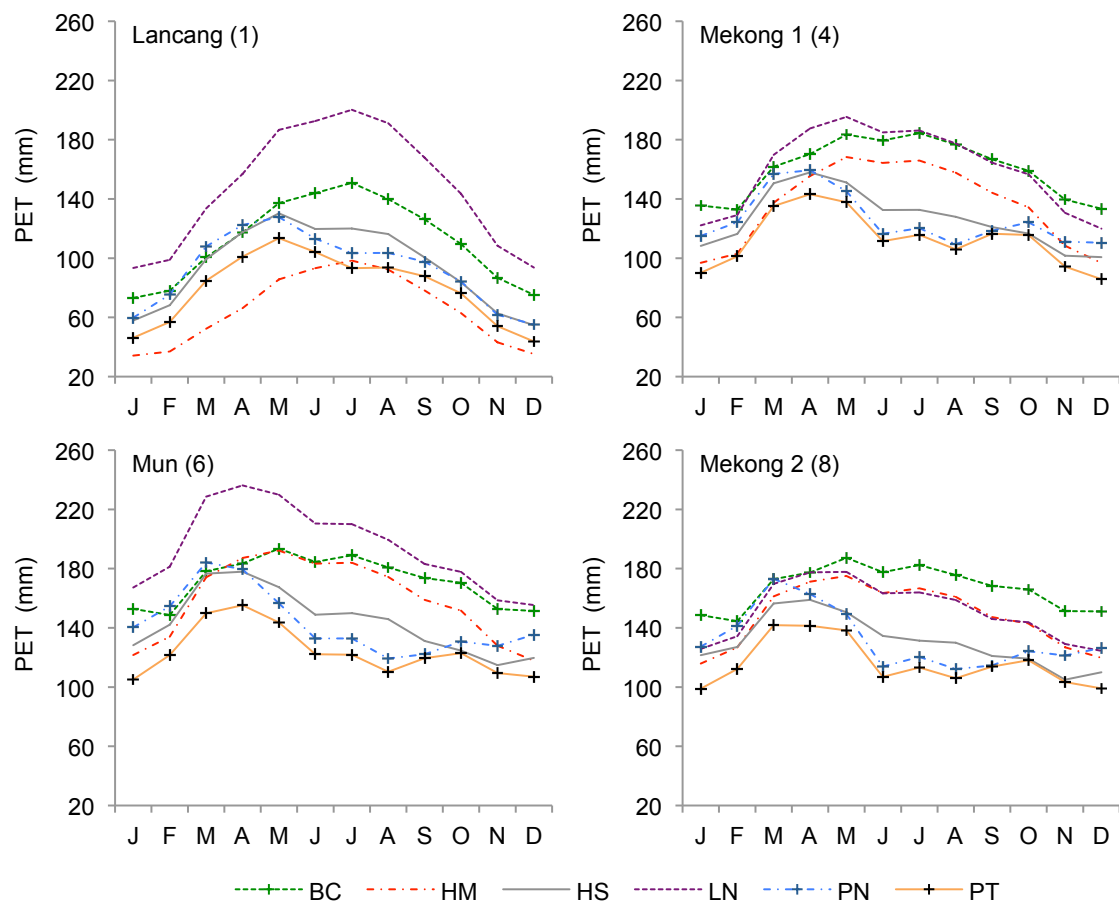 Lancang (1)
PET (mm)
260
220
180
140
100
60
20
J F M A M J J A S O N D
Mekong 1 (4)
PET (mm)
260
220
180
140
100
60
20
J F M A M J J A S O N D
Mun (6)
PET (mm)
260
220
180
140
100
60
20
J F M A M J J A S O N D
Mekong 2 (8)
PET (mm)
260
220
180
140
100
60
20
J F M A M J J A S O N D
BC HM HS LN PN PT